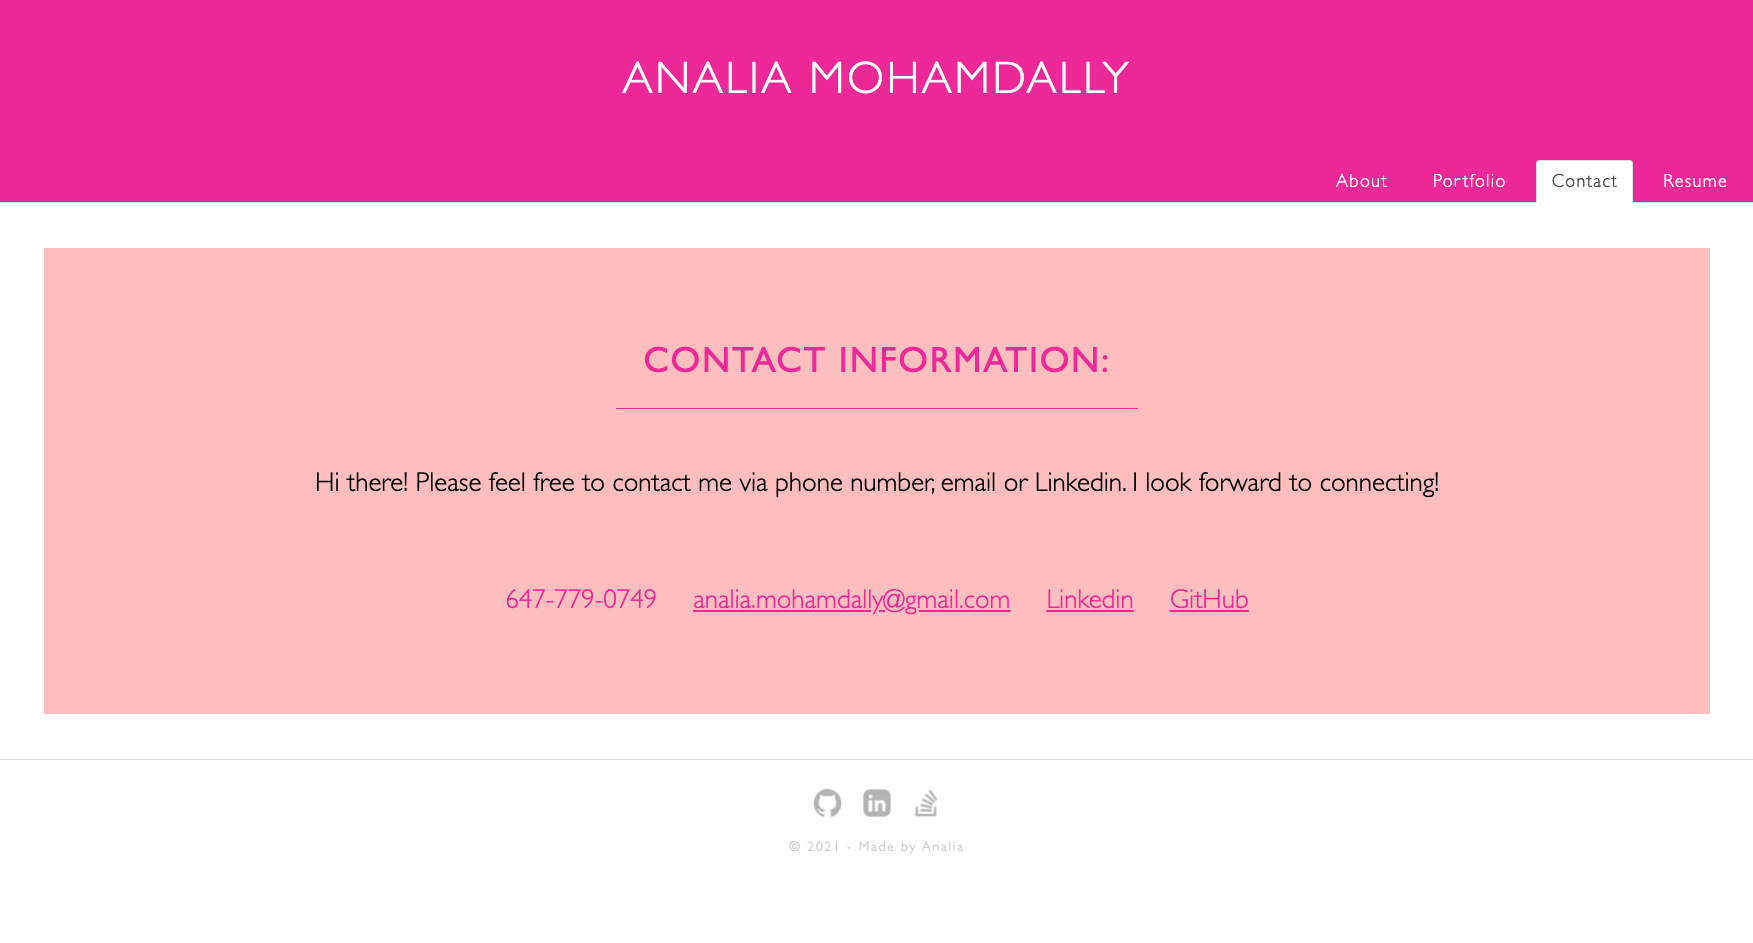 ANALIA MOHAMDALLY
About Portfolio Contact Resume
CONTACT INFORMATION:
Hi there! Please feel free to contact me via phone number, email or Linkedin. I look forward to connecting!
647-779-0749 analia.mohamdally@gmail.com Linkedin GitHub
in
© 2021 - Made by Analia